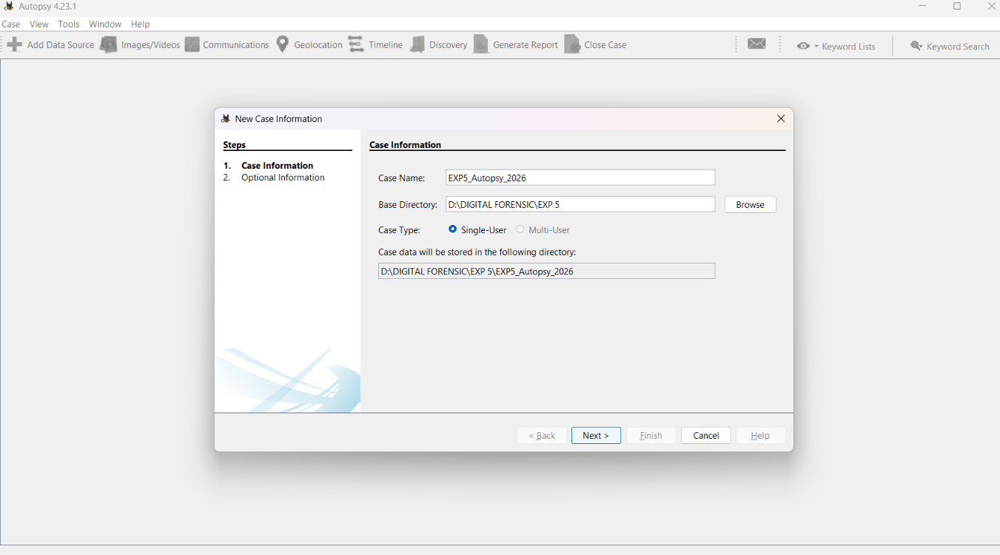 Autopsy 4.23.1
Case View Tools Window Help
Add Data Source Images/Videos Communications Geolocation Timeline Discovery Generate Report Close Case Keyword Lists Keyword Search
New Case Information
Steps
1. Case Information
2. Optional Information
Case Information
Case Name: EXP5_Autopsy_2026
Base Directory: D:\DIGITAL FORENSIC\EXP 5 Browse
Case Type: Single-User Multi-User
Case data will be stored in the following directory:
D:\DIGITAL FORENSIC\EXP 5\EXP5_Autopsy_2026
< Back Next > Finish Cancel Help